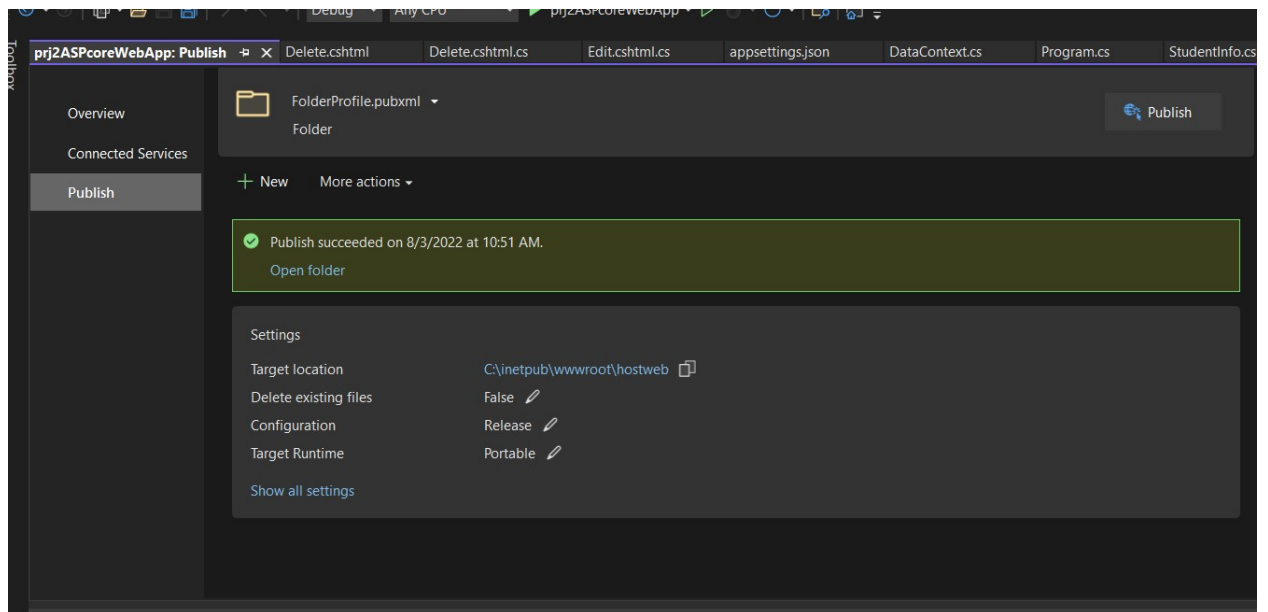 Debug Any CPU prj2ASPcoreWebApp
Toolbox
prj2ASPcoreWebApp: Publish Delete.cshtml Delete.cshtml.cs Edit.cshtml.cs appsettings.json DataContext.cs Program.cs StudentInfo.cs
Overview
Connected Services
Publish
FolderProfile.pubxml
Folder
Publish
New More actions
Publish succeeded on 8/3/2022 at 10:51 AM.
Open folder
Settings
Target location C:\inetpub\wwwroot\hostweb
Delete existing files False
Configuration Release
Target Runtime Portable
Show all settings